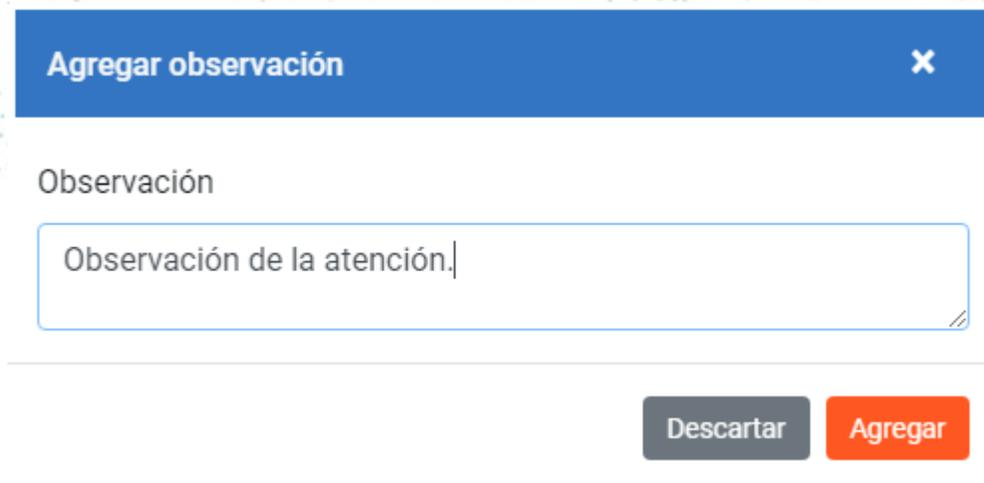 Agregar observación
Observación
Observación de la atención.
Descartar Agregar